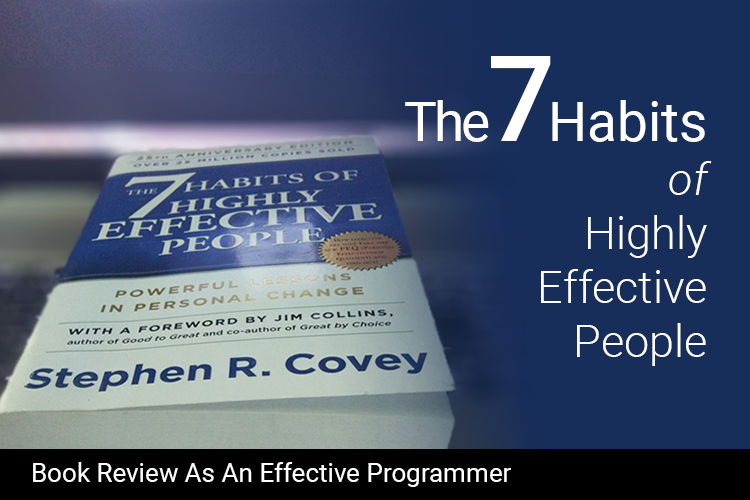 The 7 Habits
of
Highly
Effective
People
25TH ANNIVERSARY EDITION
OVER 25 MILLION COPIES SOLD
THE 7 HABITS OF
HIGHLY
EFFECTIVE
PEOPLE
POWERFUL LESSONS
IN PERSONAL CHANGE
WITH A FOREWORD BY JIM COLLINS,
author of Good to Great and co-author of Great by Choice
Stephen R. Covey
Book Review As An Effective Programmer